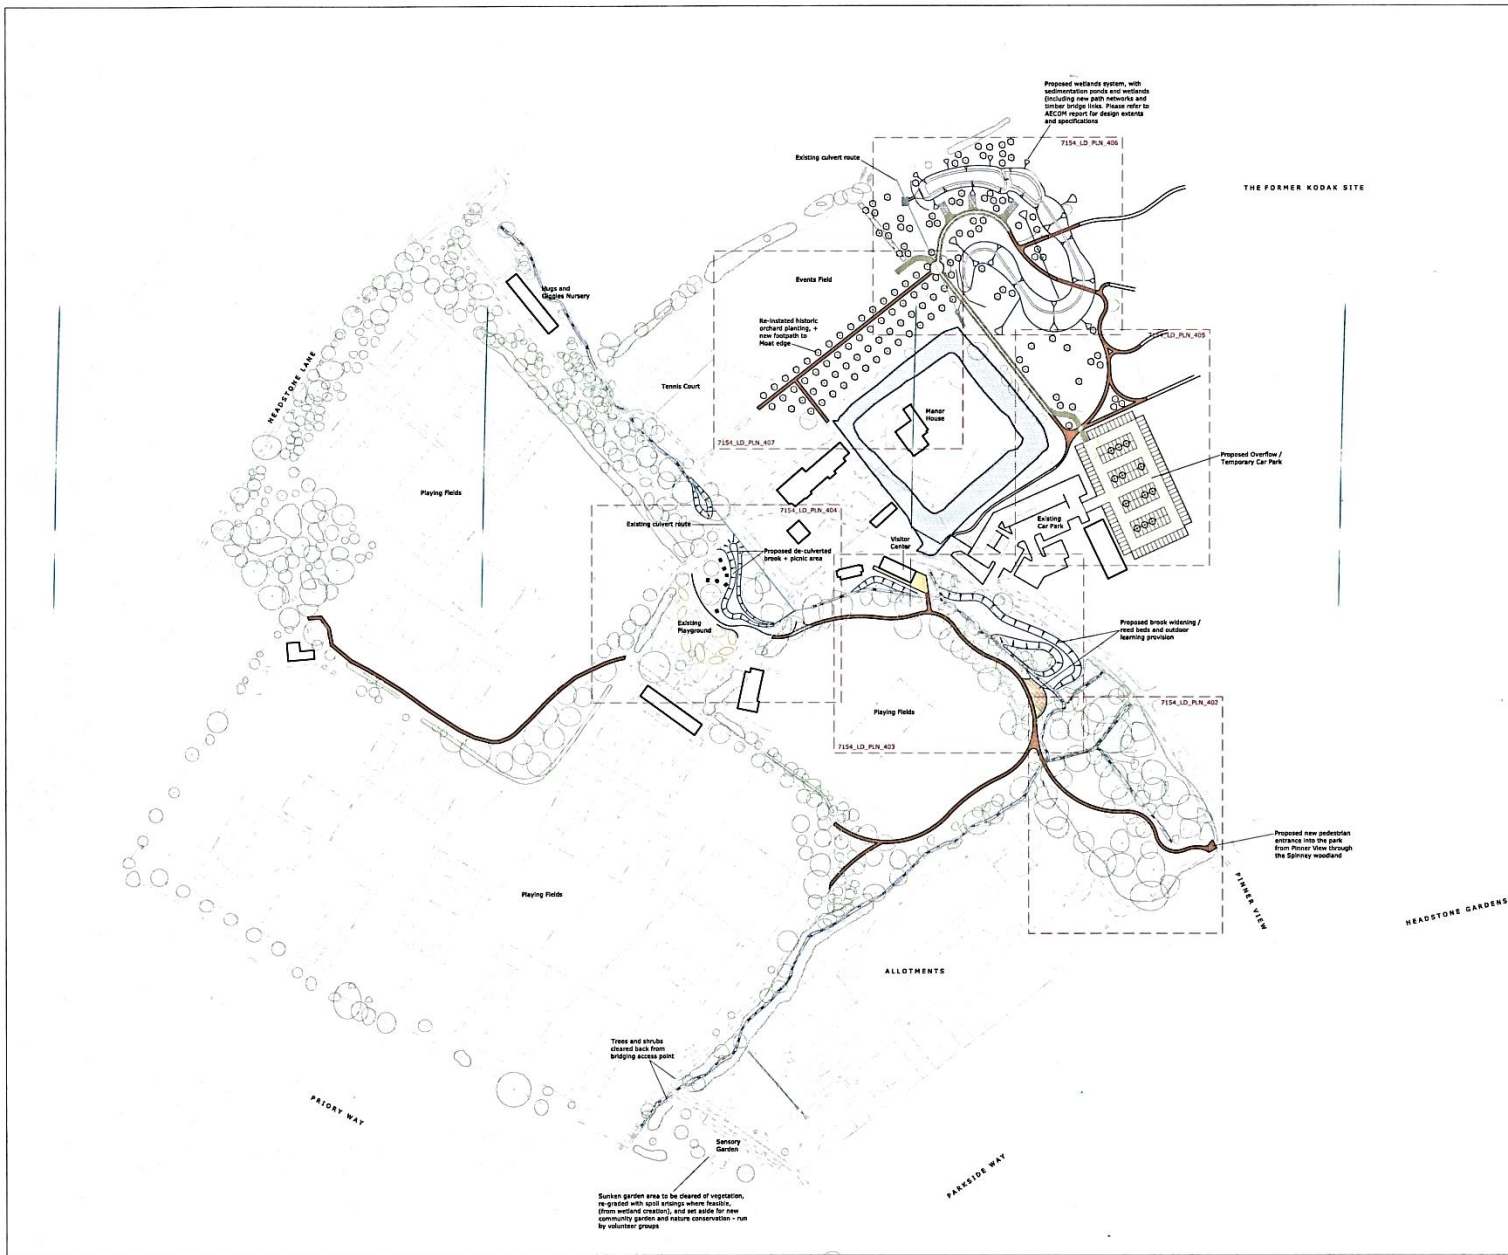 Proposed wetlands system, with
sedimentation ponds and wetlands
(including new path networks and
timber bridge links. Please refer to
AECOM report for design extents
and specifications
7154_LD_PLN_406
Existing culvert route
THE FORMER KODAK SITE
Events Field
Hugs and
Giggles Nursery
Re-instated historic
orchard planting, +
new footpath to
Moat edge
7154_LD_PLN_405
HEADSTONE LANE
Tennis Court
Manor
House
7154_LD_PLN_407
Proposed Overflow /
Temporary Car Park
Playing Fields
7154_LD_PLN_404
Existing culvert route
Existing
Car Park
Visitor
Center
Proposed de-culverted
brook + picnic area
Existing
Playground
Proposed brook widening /
reed beds and outdoor
learning provision
7154_LD_PLN_402
Playing Fields
7154_LD_PLN_403
Proposed new pedestrian
entrance into the park
from Pinner View through
the Spinney woodland
PINNER VIEW
HEADSTONE GARDENS
Playing Fields
ALLOTMENTS
Trees and shrubs
cleared back from
bridging access point
PRIORY WAY
Sensory
Garden
PARKSIDE WAY
Sunken garden area to be cleared of vegetation,
re-graded with spoil arisings where feasible,
(from wetland creation), and set aside for new
community garden and nature conservation - run
by volunteer groups